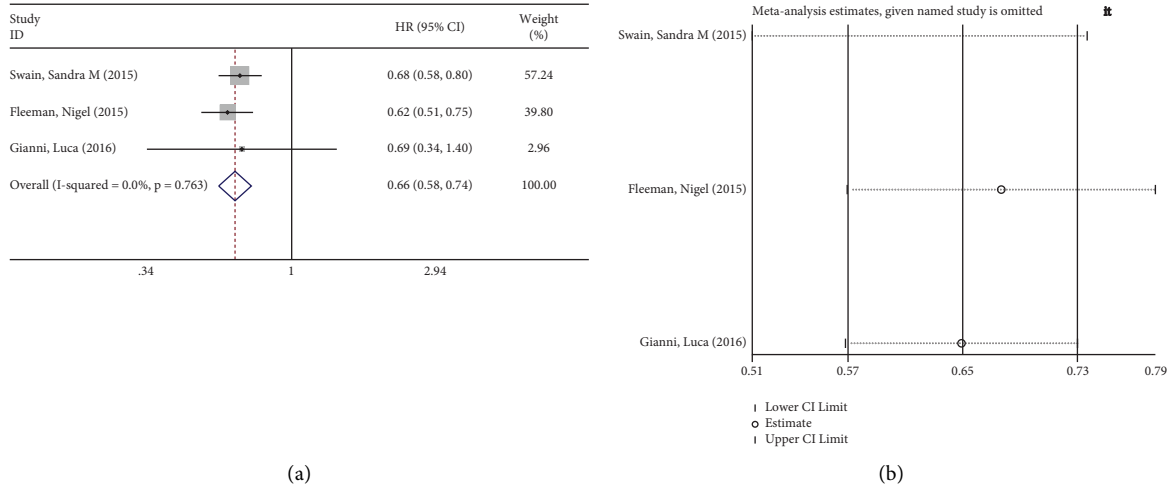 Study
ID
HR (95% CI)
Weight
(%)
Swain, Sandra M (2015)
0.68 (0.58, 0.80)
57.24
Fleeman, Nigel (2015)
0.62 (0.51, 0.75)
39.80
Gianni, Luca (2016)
0.69 (0.34, 1.40)
2.96
Overall (I-squared = 0.0%, p = 0.763)
0.66 (0.58, 0.74)
100.00
.34
1
2.94
(a)
Meta-analysis estimates, given named study is omitted
Swain, Sandra M (2015)
Fleeman, Nigel (2015)
Gianni, Luca (2016)
0.51
0.57
0.65
0.73
0.79
Lower CI Limit
Estimate
Upper CI Limit
(b)